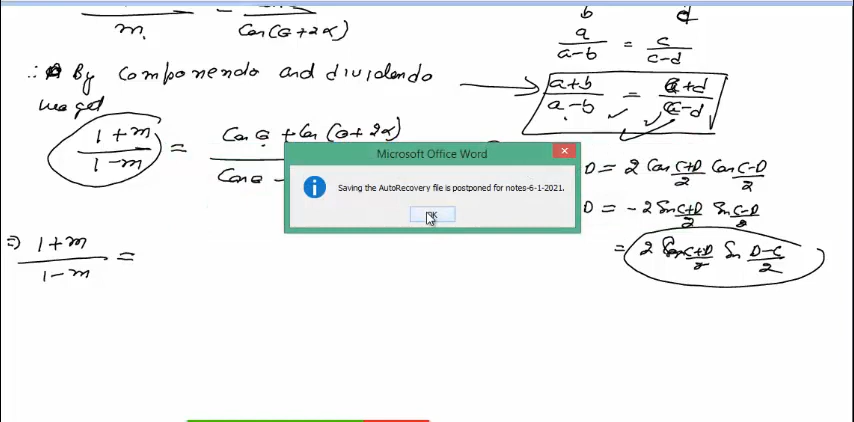 m
Cos(θ+2α)
∴ By componendo and dividendo
we get
(1+m)/(1-m) = (Cos θ + Cos (θ+2α))/(Cos θ -
⇒ (1+m)/(1-m) =
b d
a/(a-b) = c/(c-d)
(a+b)/(a-b) = (c+d)/(c-d)
D = 2 Cos (C+D)/2 Cos (C-D)/2
D = -2 Sin (C+D)/2 Sin (C-D)/2
= 2 Sin (C+D)/2 Sin (D-C)/2
Microsoft Office Word
Saving the AutoRecovery file is postponed for notes-6-1-2021.
OK